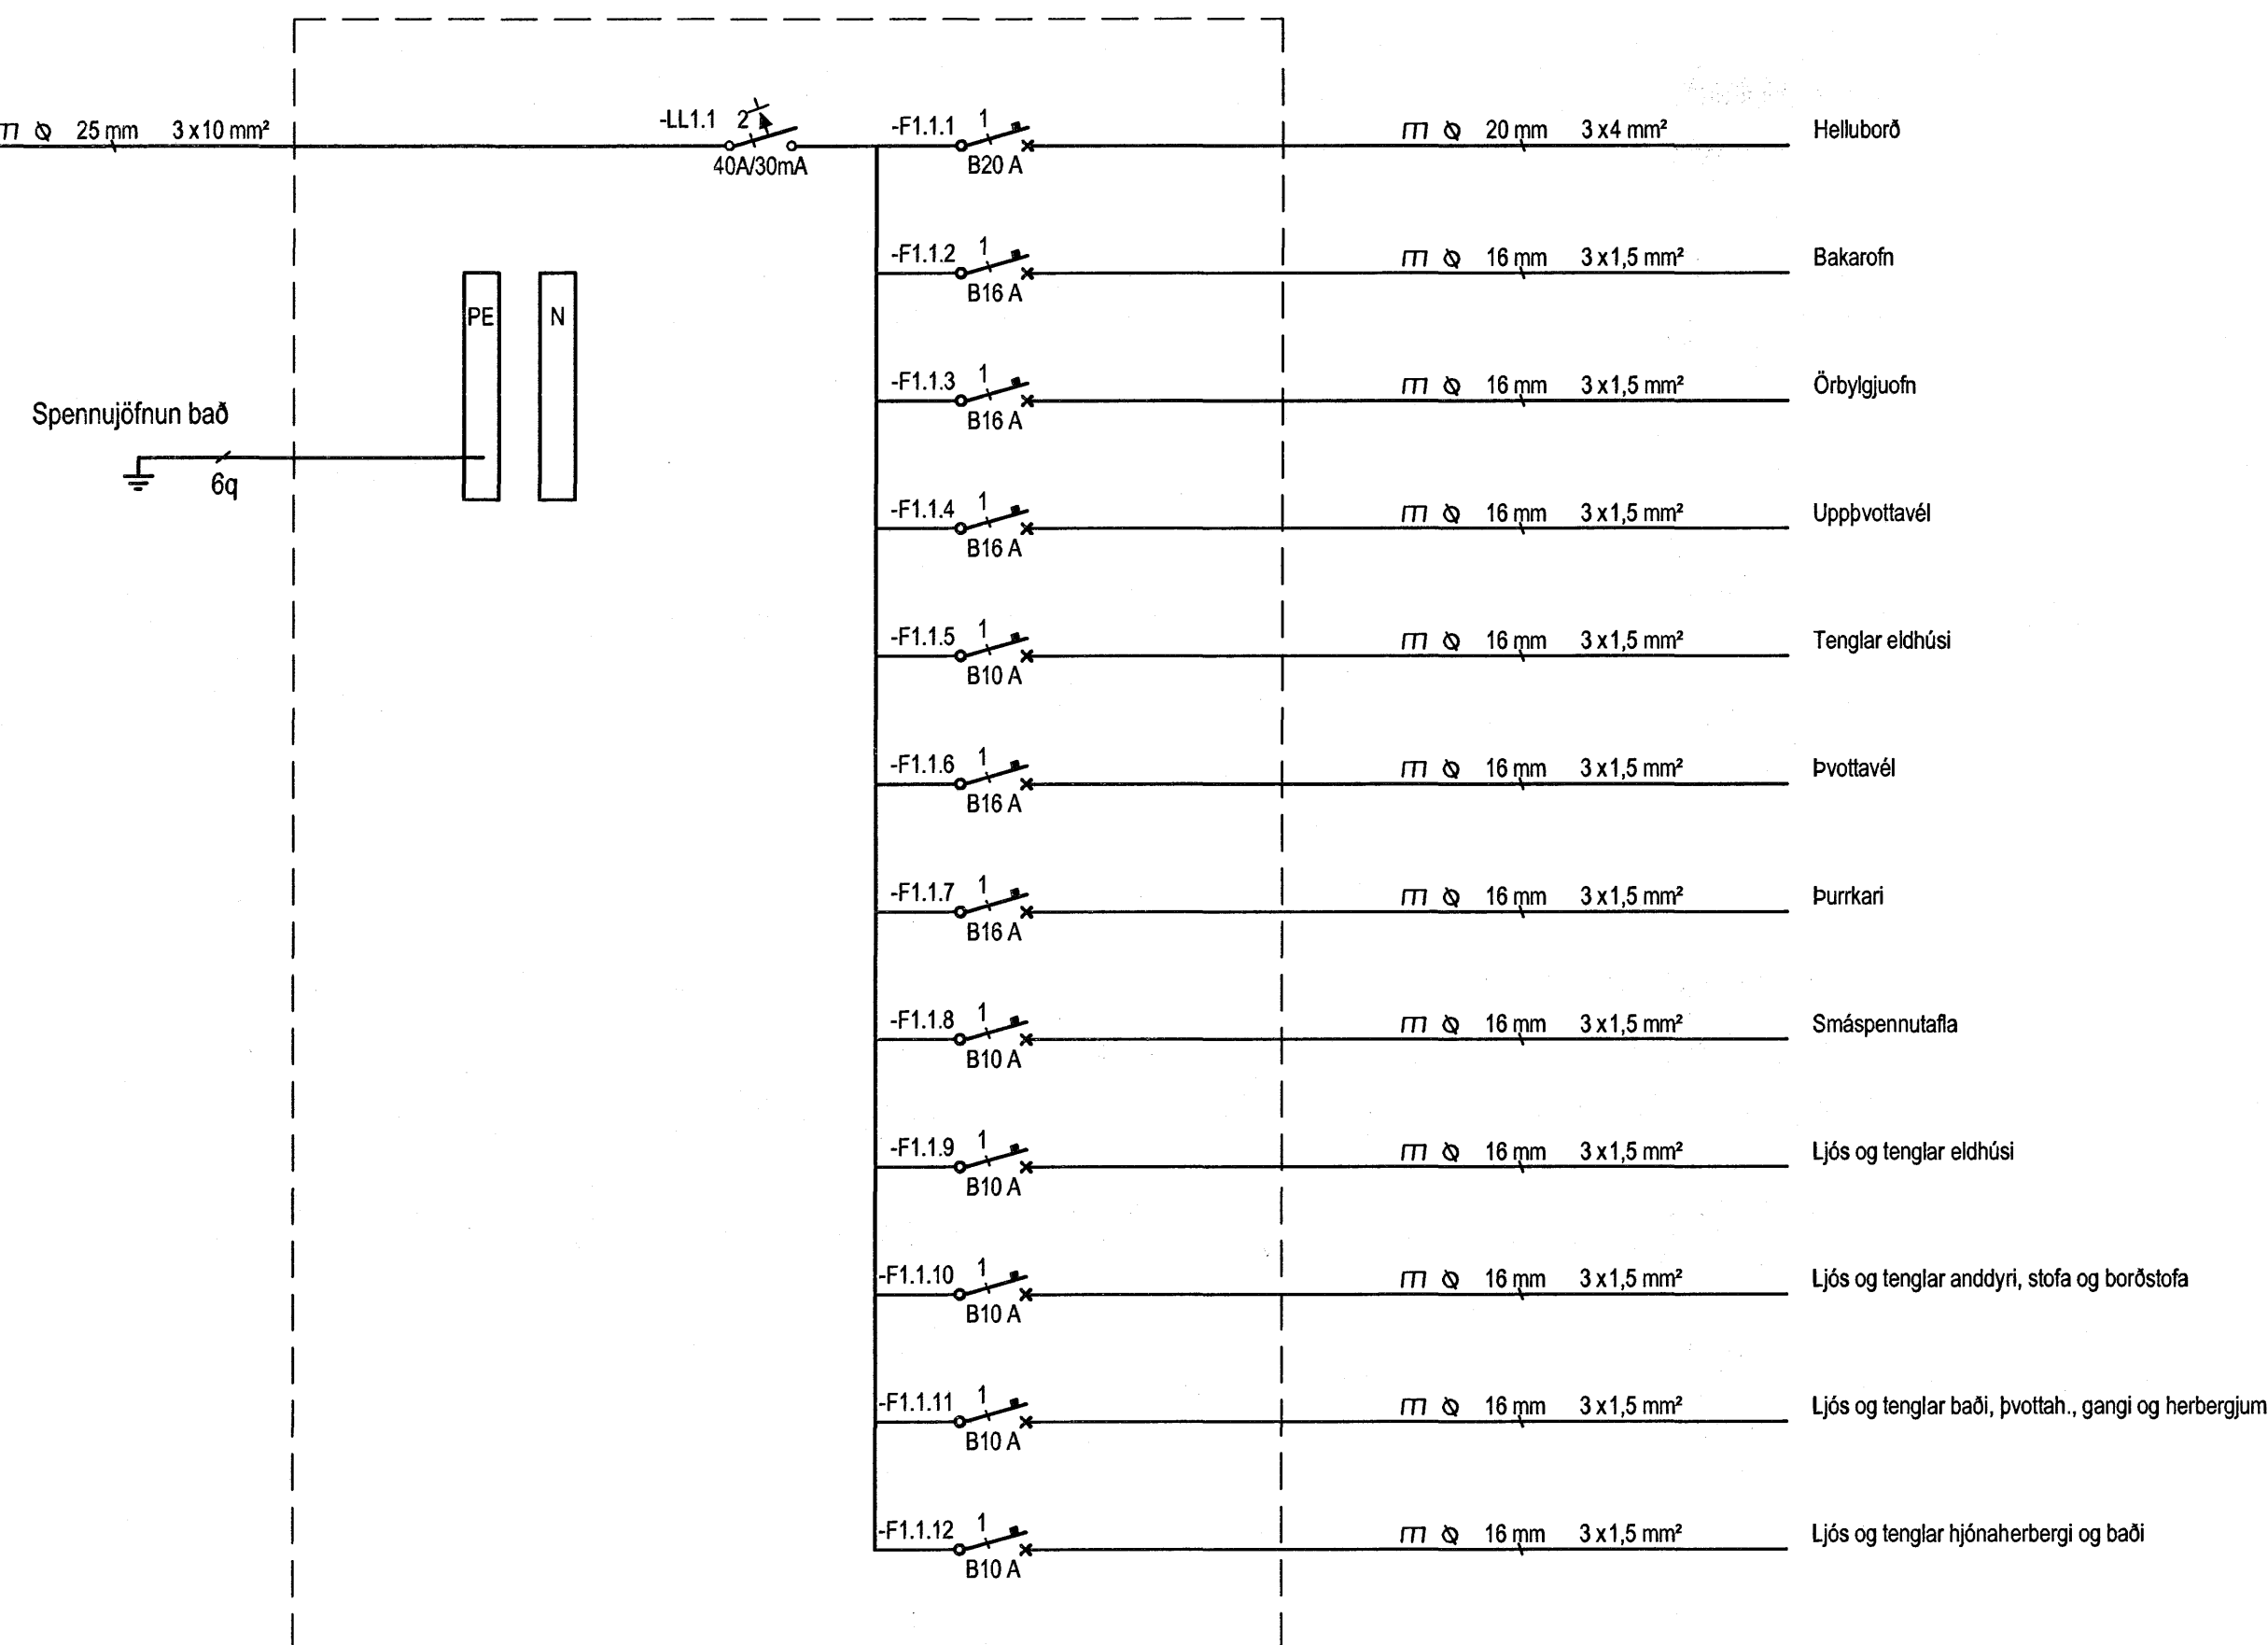 25 mm 3 x 10 mm²
-LL1.1 2
40A/30mA
-F1.1.1 1
B20 A
20 mm 3 x 4 mm²
Helluborð
-F1.1.2 1
B16 A
16 mm 3 x 1,5 mm²
Bakarofn
PE
N
-F1.1.3 1
B16 A
16 mm 3 x 1,5 mm²
Örbylgjuofn
Spennujöfnun bað
6q
-F1.1.4 1
B16 A
16 mm 3 x 1,5 mm²
Uppþvottavél
-F1.1.5 1
B10 A
16 mm 3 x 1,5 mm²
Tenglar eldhúsi
-F1.1.6 1
B16 A
16 mm 3 x 1,5 mm²
Þvottavél
-F1.1.7 1
B16 A
16 mm 3 x 1,5 mm²
Þurrkari
-F1.1.8 1
B10 A
16 mm 3 x 1,5 mm²
Smáspennutafla
-F1.1.9 1
B10 A
16 mm 3 x 1,5 mm²
Ljós og tenglar eldhúsi
-F1.1.10 1
B10 A
16 mm 3 x 1,5 mm²
Ljós og tenglar anddyri, stofa og borðstofa
-F1.1.11 1
B10 A
16 mm 3 x 1,5 mm²
Ljós og tenglar baði, þvottah., gangi og herbergjum
-F1.1.12 1
B10 A
16 mm 3 x 1,5 mm²
Ljós og tenglar hjónaherbergi og baði